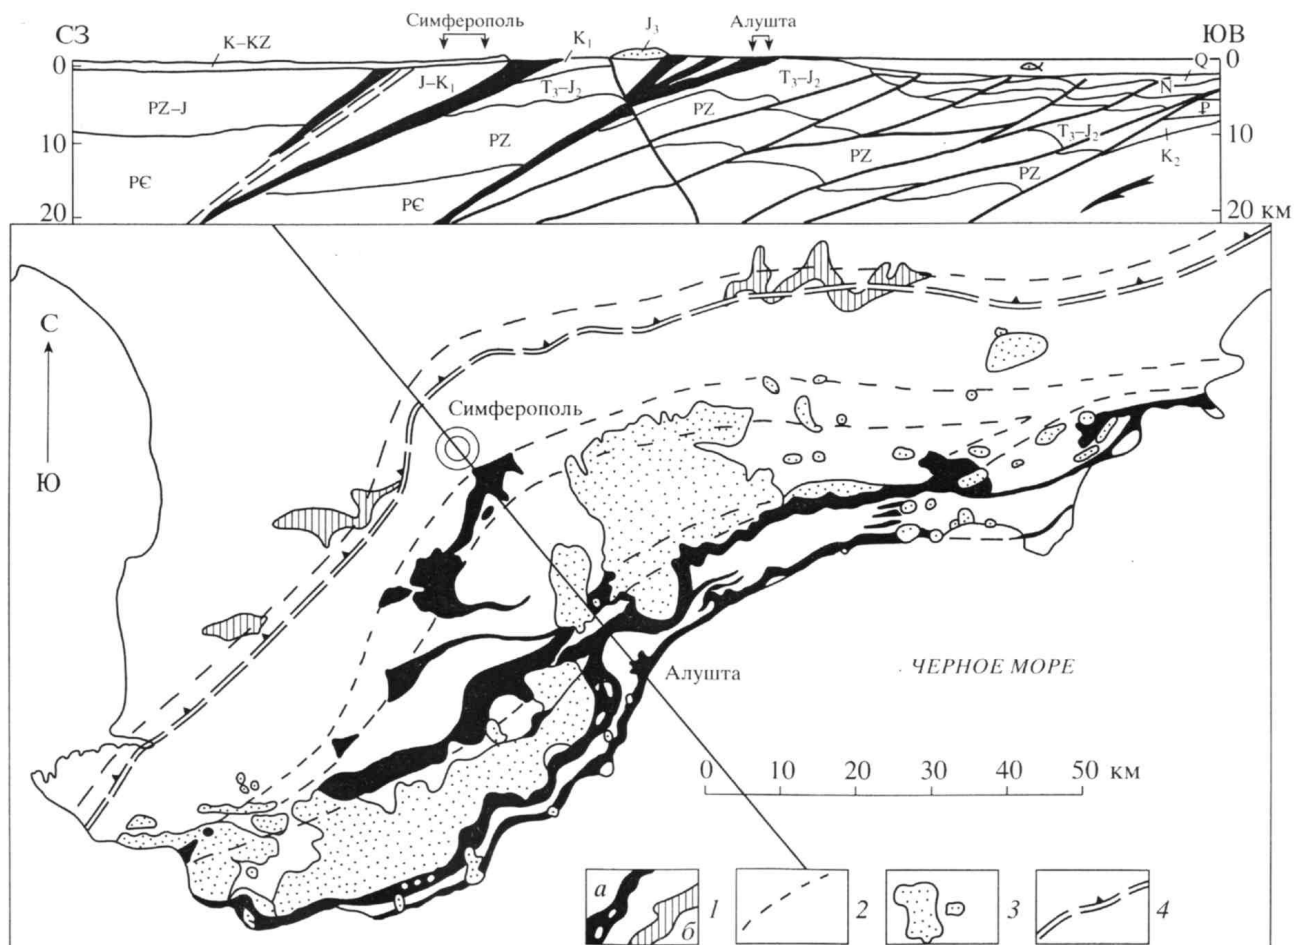 Симферополь
J₃
Алушта
СЗ
ЮВ
K–KZ
K₁
0
0
Q
J–K₁
T₃–J₂
T₃–J₂
N
PZ–J
PZ
PZ
P
10
T₃–J₂
10
PZ
K₂
PЄ
PZ
PЄ
20
20 км
С
Симферополь
Ю
Алушта
ЧЕРНОЕ МОРЕ
0 10 20 30 40 50 км
а б 1
2
3
4